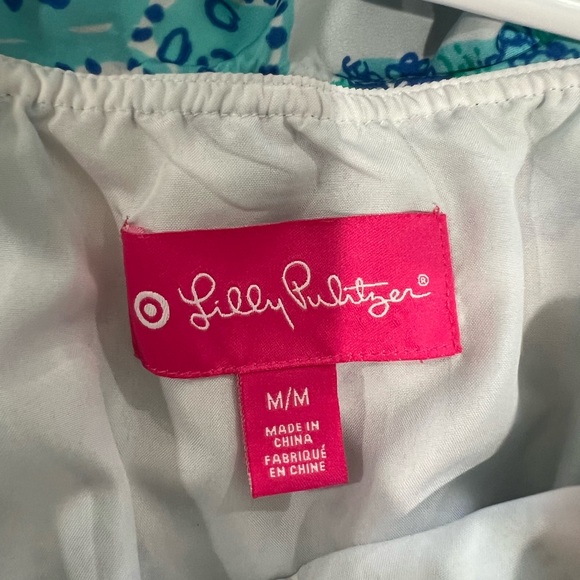 Lilly Pulitzer®
M/M
MADE IN
CHINA
FABRIQUÉ
EN CHINE